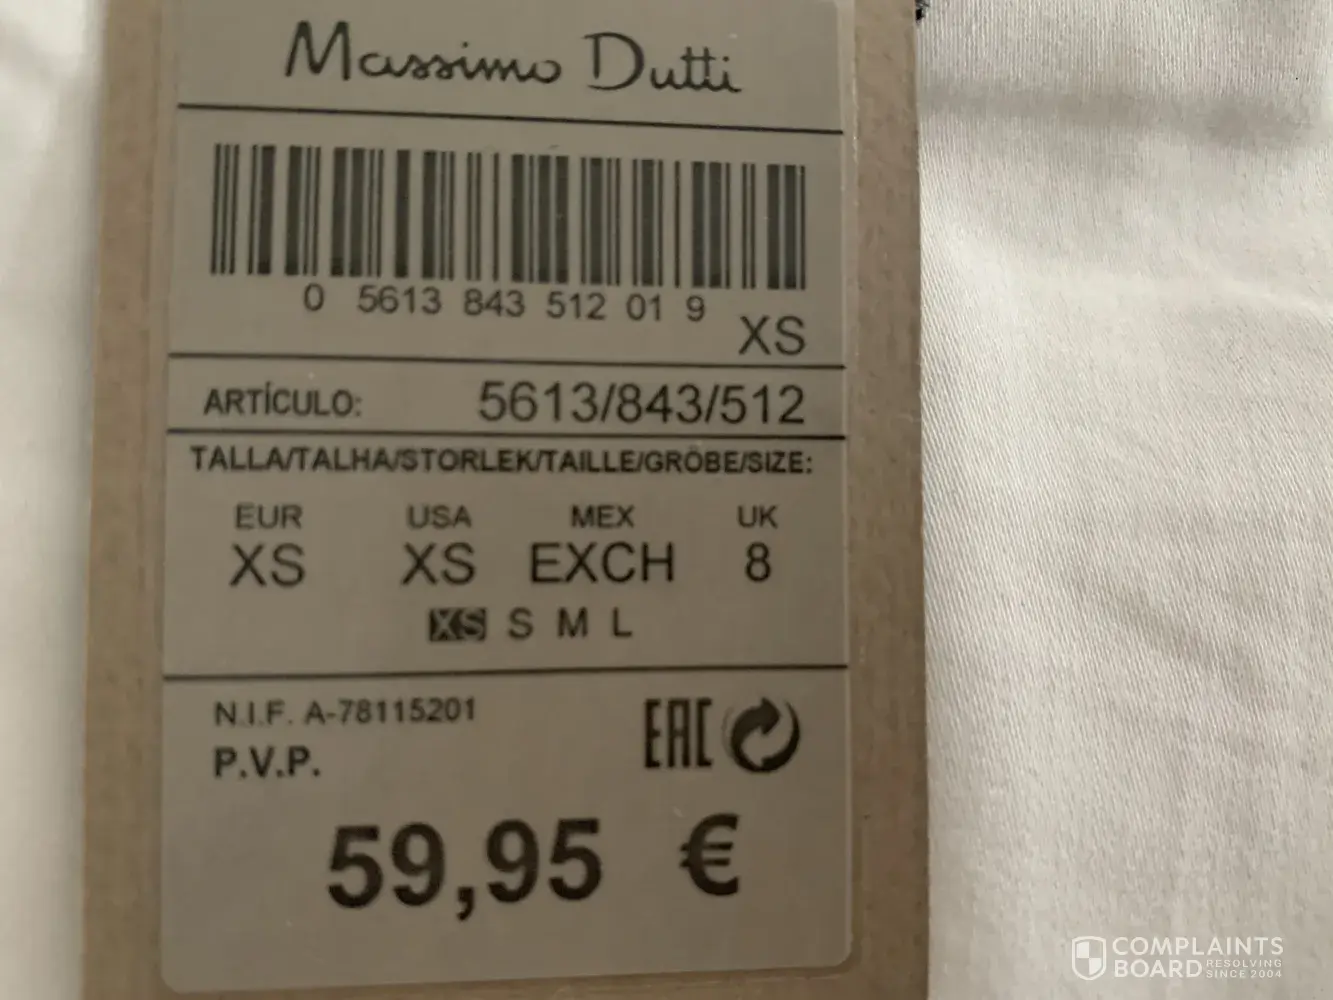 Massimo Dutti
0 5613 843 512 01 9
XS
ARTÍCULO: 5613/843/512
TALLA/TALHA/STORLEK/TAILLE/GRÖBE/SIZE:
EUR USA MEX UK
XS XS EXCH 8
XS S M L
N.I.F. A-78115201
EAC
P.V.P.
59,95 €
COMPLAINTS
BOARD RESOLVING
SINCE 2004